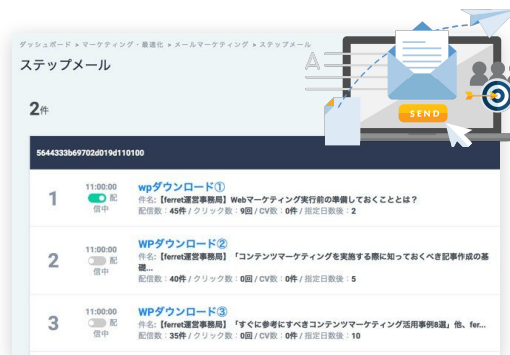 ダッシュボード » マーケティング・最適化 » メールマーケティング » ステップメール
ステップメール
2件
5644333b69702d019d110100
1
11:00:00
配信中
wpダウンロード①
件名:【ferret運営事務局】Webマーケティング実行前の準備しておくこととは？
配信数：45件 / クリック数：9回 / CV数：0件 / 指定日数後：2
2
11:00:00
配信中
WPダウンロード②
件名:【ferret運営事務局】「コンテンツマーケティングを実施する際に知っておくべき記事作成の基
礎...
配信数：40件 / クリック数：0回 / CV数：0件 / 指定日数後：5
3
11:00:00
配信中
WPダウンロード③
件名:【ferret運営事務局】「すぐに参考にすべきコンテンツマーケティング活用事例8選」他、fer...
配信数：35件 / クリック数：0回 / CV数：0件 / 指定日数後：10
A
SEND